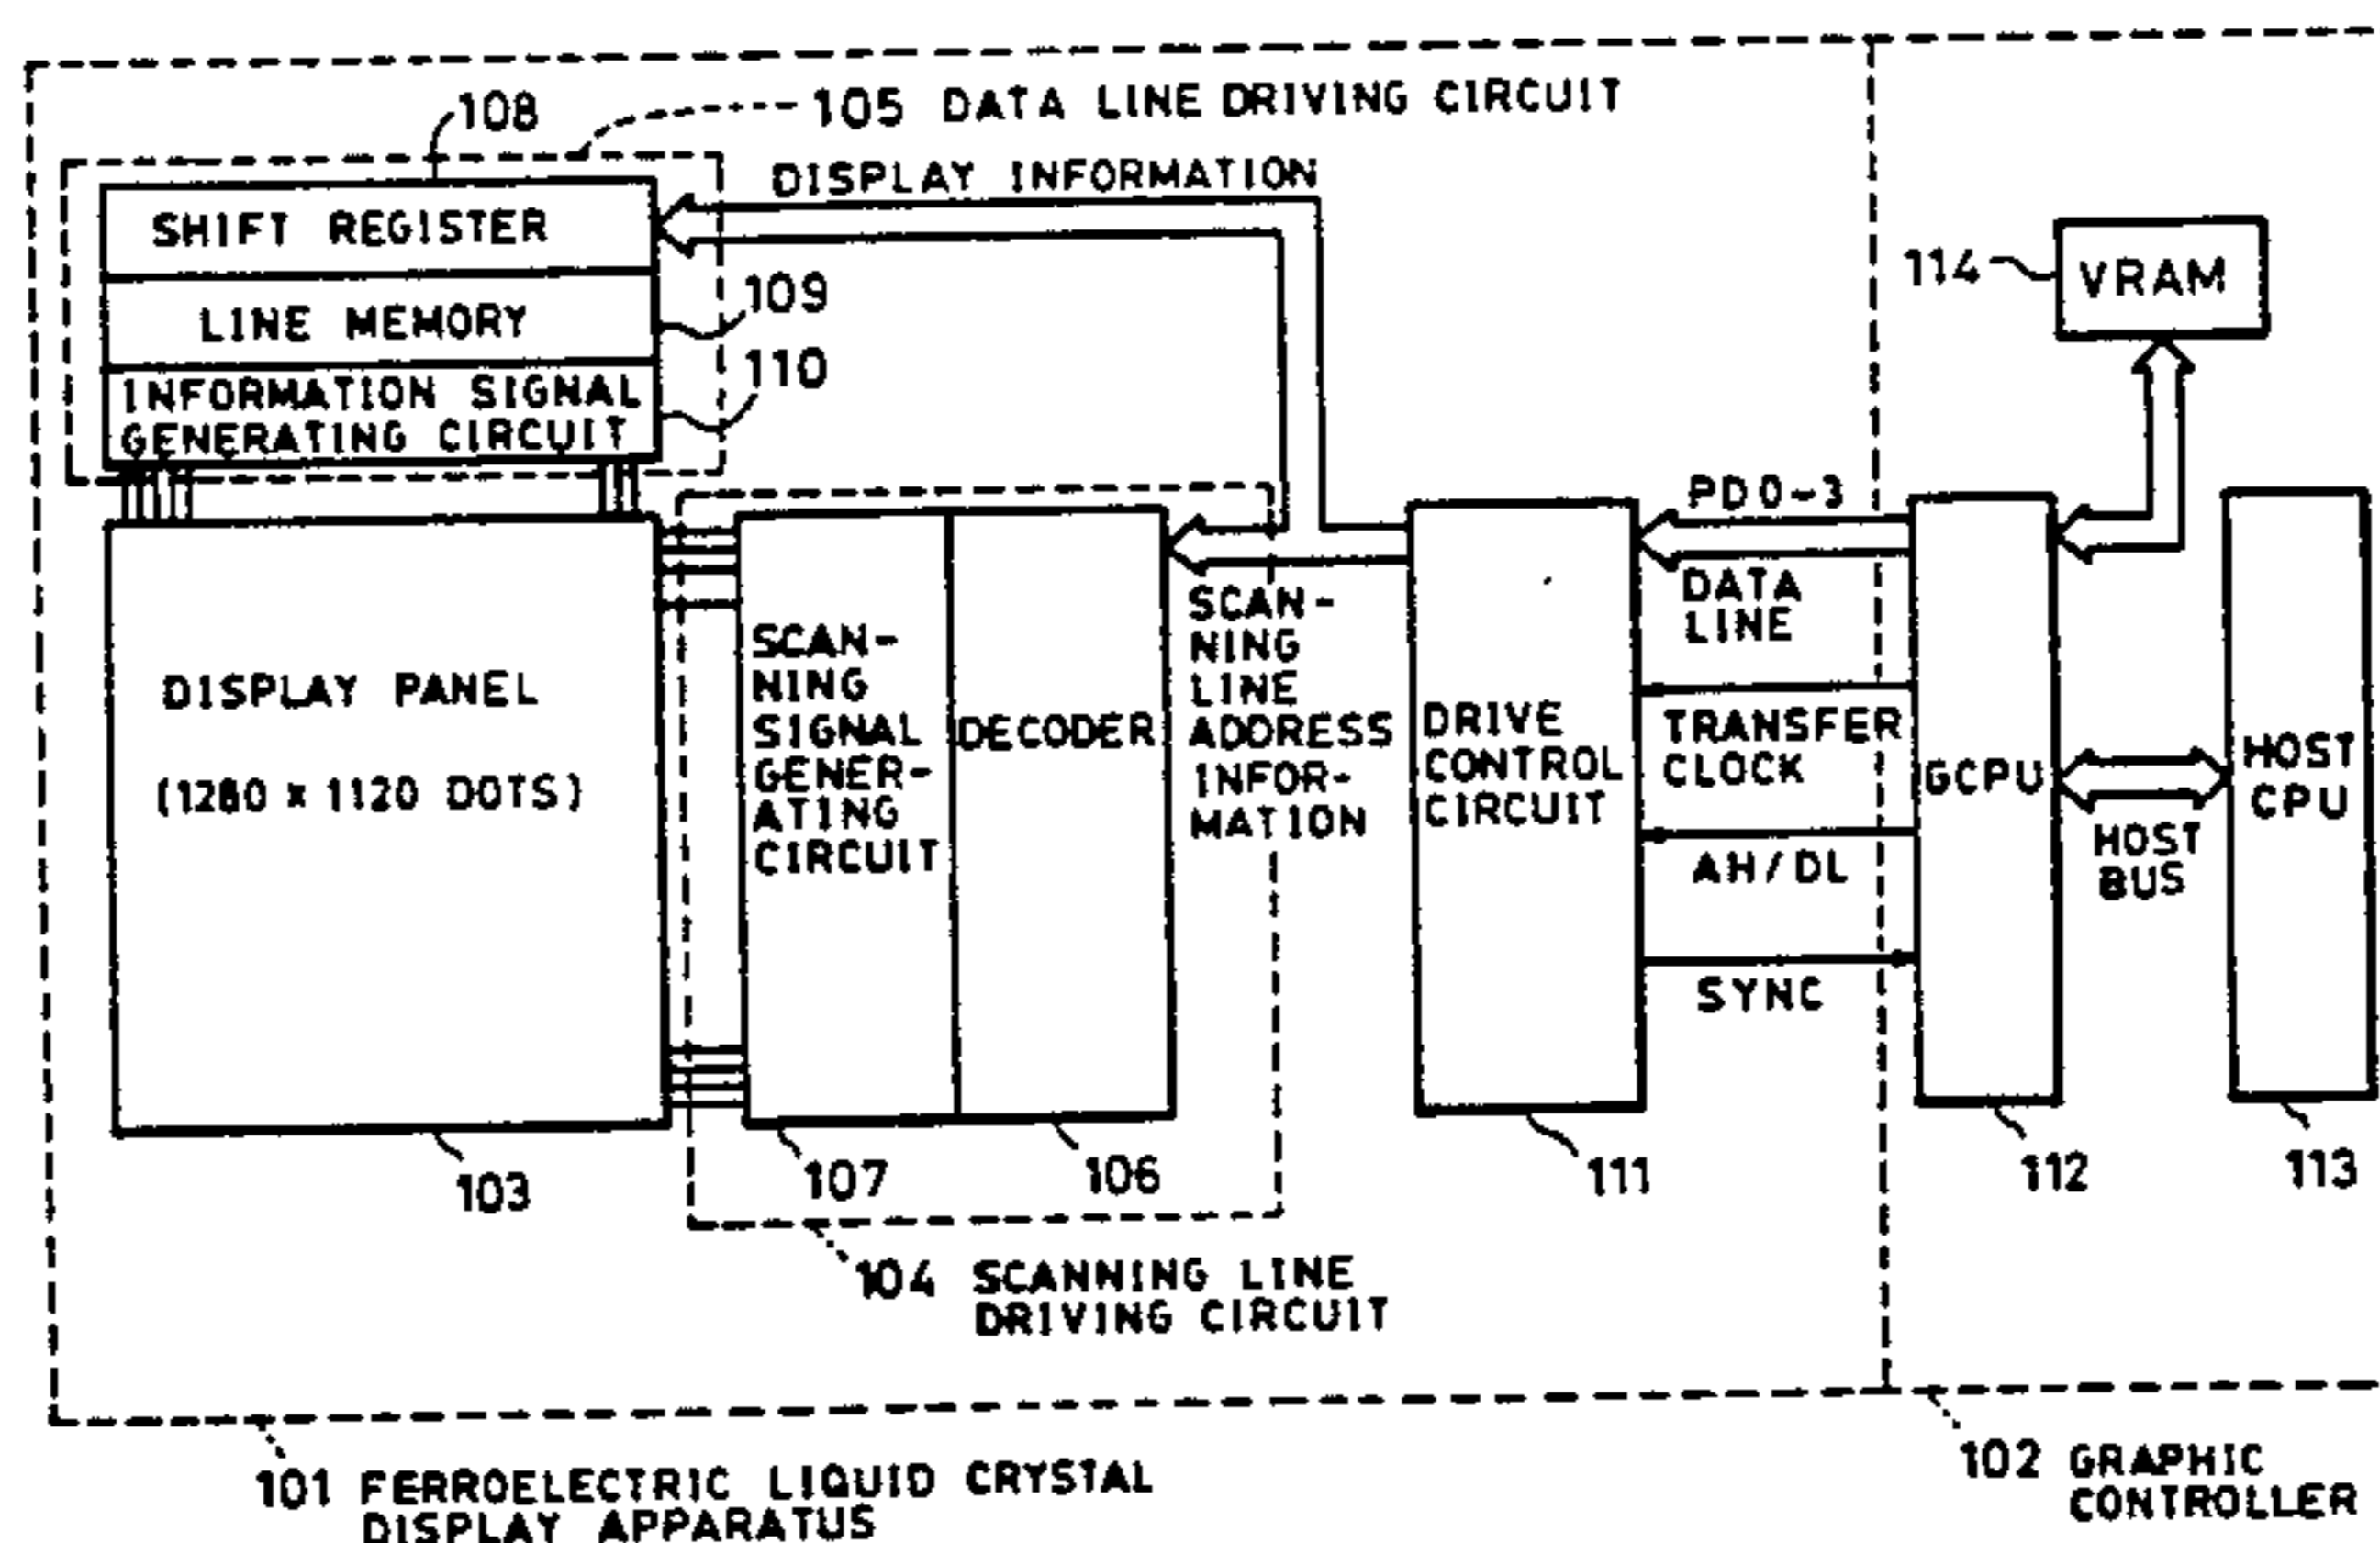 108
105 DATA LINE DRIVING CIRCUIT
DISPLAY INFORMATION
SHIFT REGISTER
LINE MEMORY
109
110
INFORMATION SIGNAL
GENERATING CIRCUIT
114
VRAM
PD0-3
DATA
LINE
TRANSFER
CLOCK
AH/DL
SYNC
DISPLAY PANEL
(1280 x 1120 DOTS)
SCAN-
NING
SIGNAL
GENER-
ATING
CIRCUIT
DECODER
SCAN-
NING
LINE
ADDRESS
INFOR-
MATION
DRIVE
CONTROL
CIRCUIT
GCPU
HOST
BUS
HOST
CPU
103
107
106
111
112
113
104 SCANNING LINE
DRIVING CIRCUIT
101 FERROELECTRIC LIQUID CRYSTAL
DISPLAY APPARATUS
102 GRAPHIC
CONTROLLER